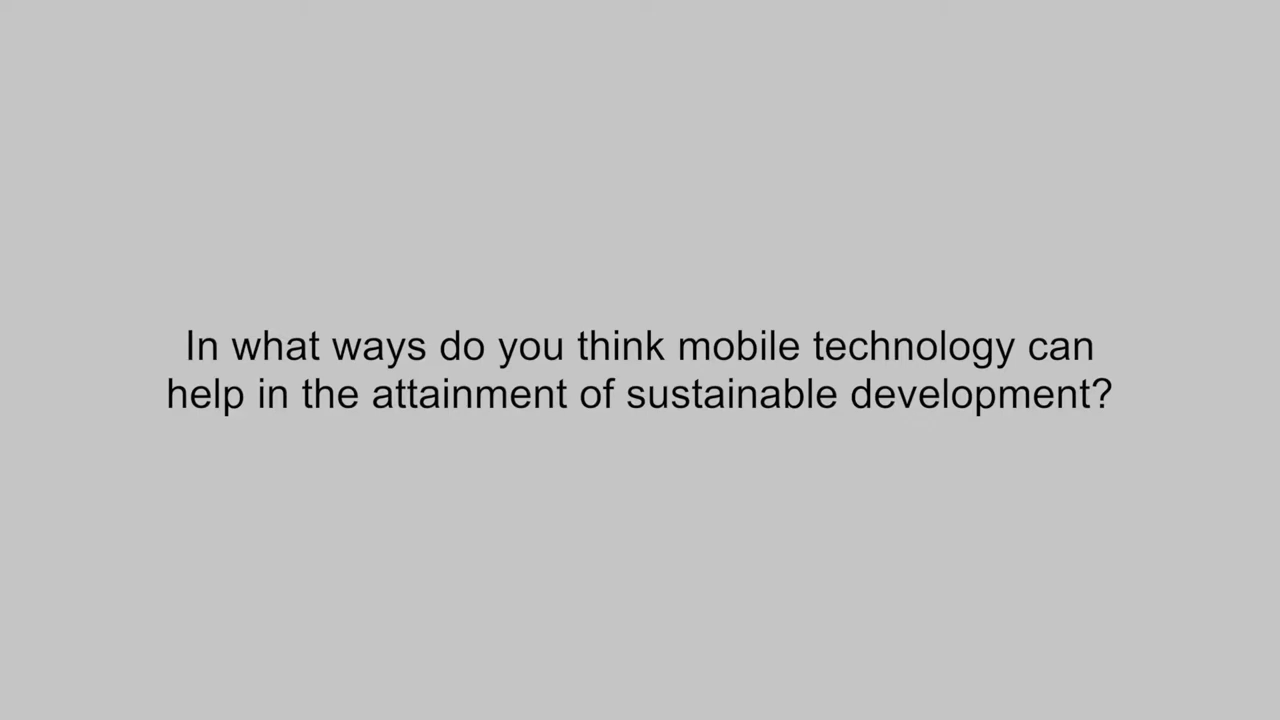 In what ways do you think mobile technology can
help in the attainment of sustainable development?